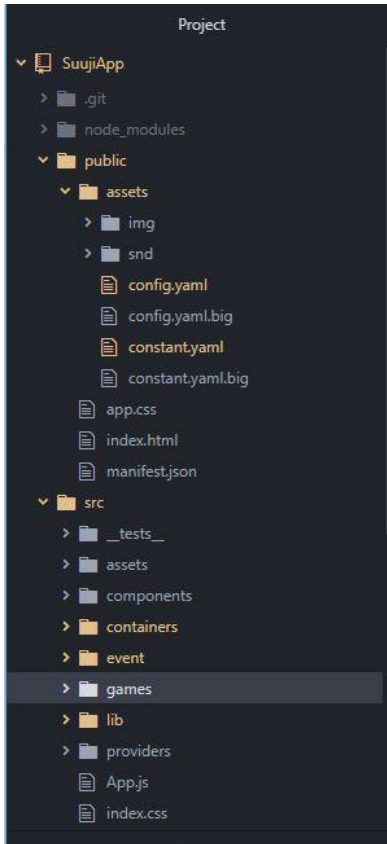 Project
SuujiApp
.git
node_modules
public
assets
img
snd
config.yaml
config.yaml.big
constant.yaml
constant.yaml.big
app.css
index.html
manifest.json
src
__tests__
assets
components
containers
event
games
lib
providers
App.js
index.css